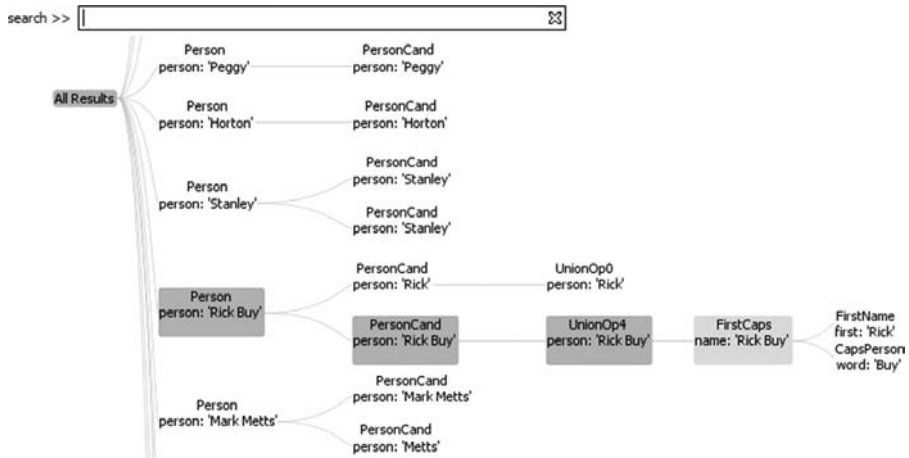 search >>
Person
person: 'Peggy'
PersonCand
person: 'Peggy'
All Results
Person
person: 'Horton'
PersonCand
person: 'Horton'
Person
person: 'Stanley'
PersonCand
person: 'Stanley'
PersonCand
person: 'Stanley'
Person
person: 'Rick Buy'
PersonCand
person: 'Rick'
UnionOp0
person: 'Rick'
PersonCand
person: 'Rick Buy'
UnionOp4
person: 'Rick Buy'
FirstCaps
name: 'Rick Buy'
FirstName
first: 'Rick'
CapsPerson
word: 'Buy'
Person
person: 'Mark Metts'
PersonCand
person: 'Mark Metts'
PersonCand
person: 'Metts'